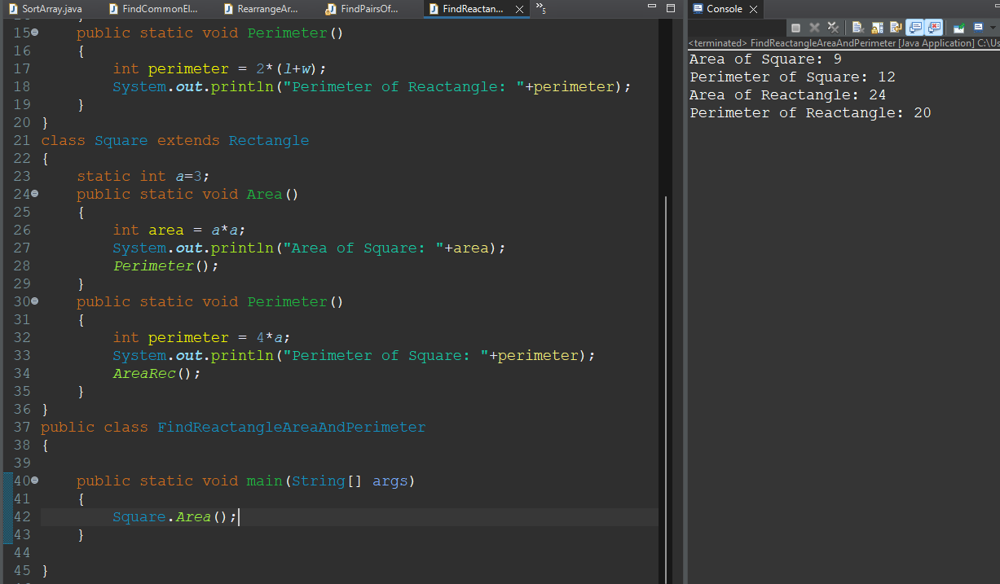 SortArray.java FindCommonEl... RearrangeAr... FindPairsOf... FindReactan... »5
15 public static void Perimeter()
16 {
17 int perimeter = 2*(l+w);
18 System.out.println("Perimeter of Reactangle: "+perimeter);
19 }
20 }
21 class Square extends Rectangle
22 {
23 static int a=3;
24 public static void Area()
25 {
26 int area = a*a;
27 System.out.println("Area of Square: "+area);
28 Perimeter();
29 }
30 public static void Perimeter()
31 {
32 int perimeter = 4*a;
33 System.out.println("Perimeter of Square: "+perimeter);
34 AreaRec();
35 }
36 }
37 public class FindReactangleAreaAndPerimeter
38 {
39
40 public static void main(String[] args)
41 {
42 Square.Area();
43 }
44
45 }
Console
<terminated> FindReactangleAreaAndPerimeter [Java Application] C:\Us
Area of Square: 9
Perimeter of Square: 12
Area of Reactangle: 24
Perimeter of Reactangle: 20